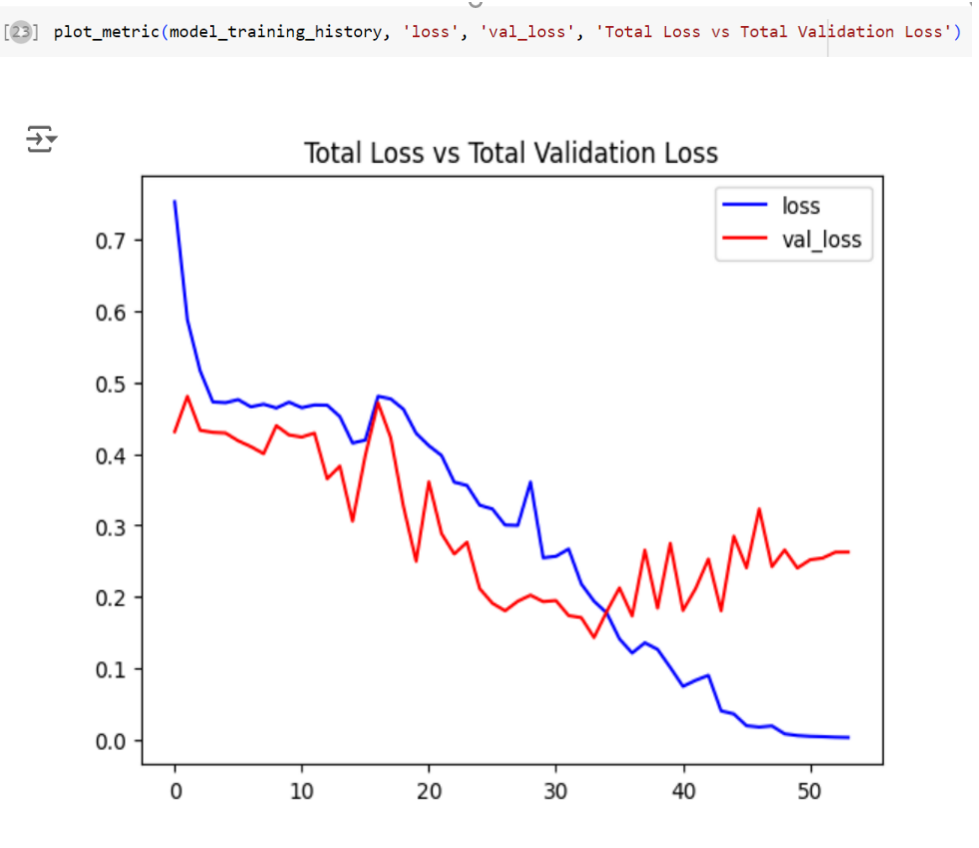 [23] plot_metric(model_training_history, 'loss', 'val_loss', 'Total Loss vs Total Validation Loss')
Total Loss vs Total Validation Loss
loss
val_loss
0.7
0.6
0.5
0.4
0.3
0.2
0.1
0.0
0 10 20 30 40 50